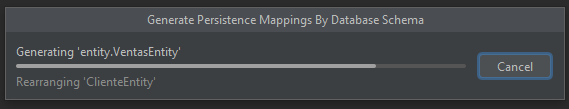 Generate Persistence Mappings By Database Schema
Generating 'entity.VentasEntity'
Cancel
Rearranging 'ClienteEntity'